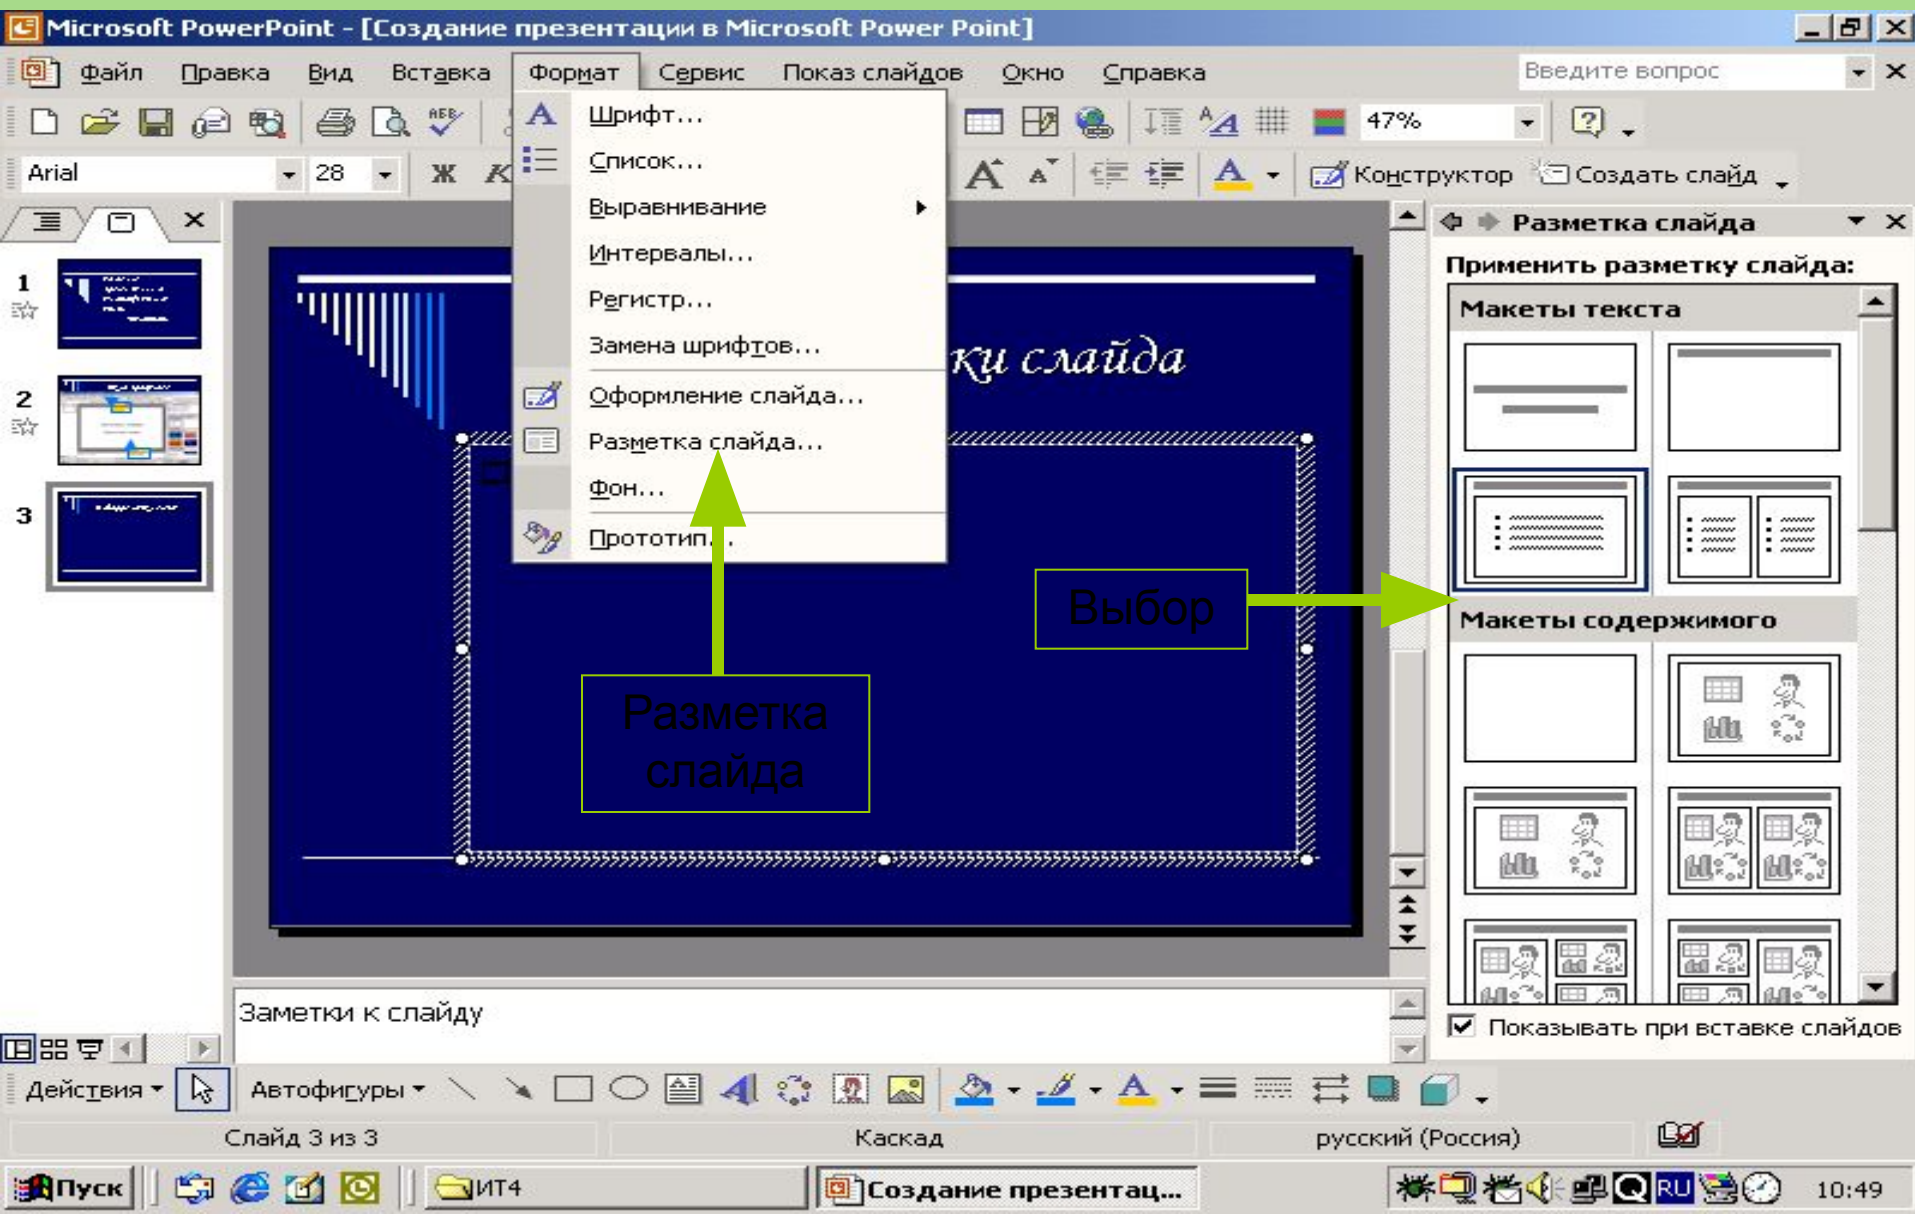 Microsoft PowerPoint - [Создание презентации в Microsoft Power Point]
Файл Правка Вид Вставка Формат Сервис Показ слайдов Окно Справка Введите вопрос
47%
Arial 28 Ж К Конструктор Создать слайд
Шрифт...
Список...
Выравнивание
Интервалы...
Регистр...
Замена шрифтов...
Оформление слайда...
Разметка слайда...
Фон...
Прототип...
1
2
3
ки слайда
Выбор
Разметка
слайда
Разметка слайда
Применить разметку слайда:
Макеты текста
Макеты содержимого
Показывать при вставке слайдов
Заметки к слайду
Действия Автофигуры
Слайд 3 из 3 Каскад русский (Россия)
Пуск ИТ4 Создание презентац... RU 10:49